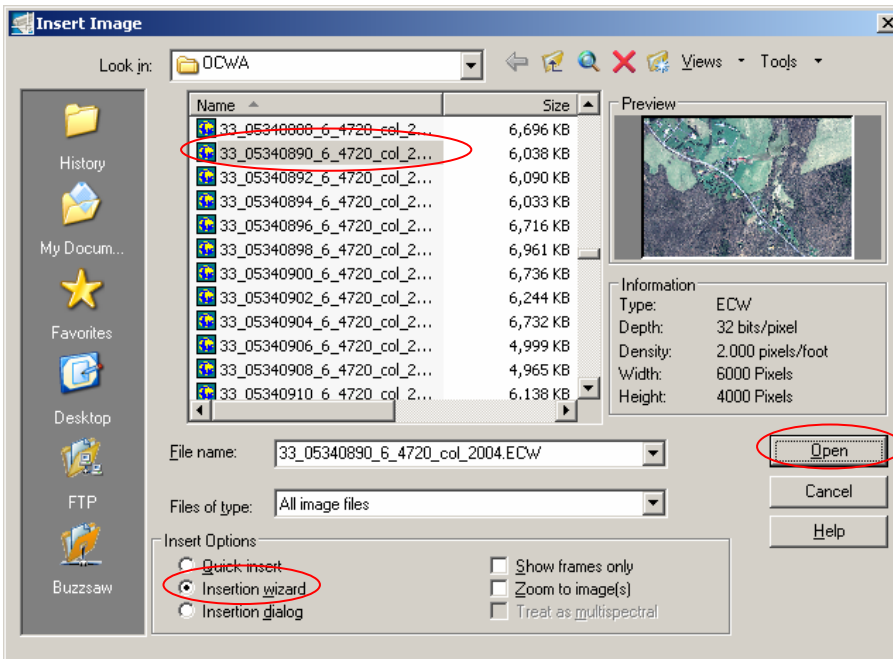 Insert Image
Look in: OCWA Views Tools
History
My Docum...
Favorites
Desktop
FTP
Buzzsaw
Name Size
33_05340888_6_4720_col_2... 6,696 KB
33_05340890_6_4720_col_2... 6,038 KB
33_05340892_6_4720_col_2... 6,090 KB
33_05340894_6_4720_col_2... 6,033 KB
33_05340896_6_4720_col_2... 6,716 KB
33_05340898_6_4720_col_2... 6,961 KB
33_05340900_6_4720_col_2... 6,736 KB
33_05340902_6_4720_col_2... 6,244 KB
33_05340904_6_4720_col_2... 6,732 KB
33_05340906_6_4720_col_2... 4,999 KB
33_05340908_6_4720_col_2... 4,965 KB
33_05340910_6_4720_col_2... 6,138 KB
Preview
Information
Type: ECW
Depth: 32 bits/pixel
Density: 2.000 pixels/foot
Width: 6000 Pixels
Height: 4000 Pixels
File name: 33_05340890_6_4720_col_2004.ECW
Open
Files of type: All image files
Cancel
Help
Insert Options
Quick insert
Insertion wizard
Insertion dialog
Show frames only
Zoom to image(s)
Treat as multispectral